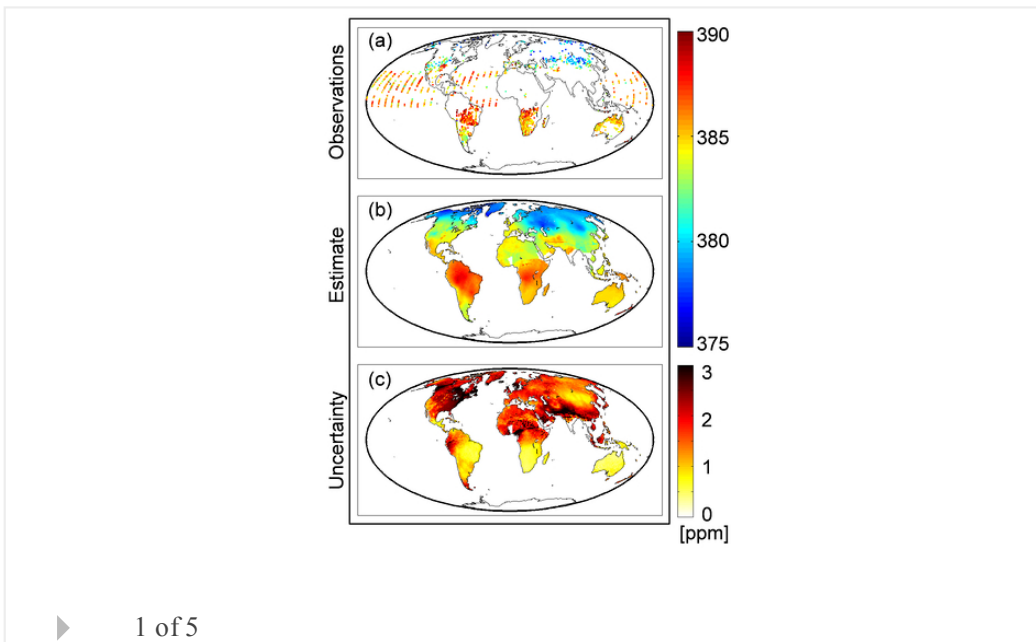 (a)
Observations
390
385
380
375
(b)
Estimate
(c)
Uncertainty
3
2
1
0
[ppm]
1 of 5